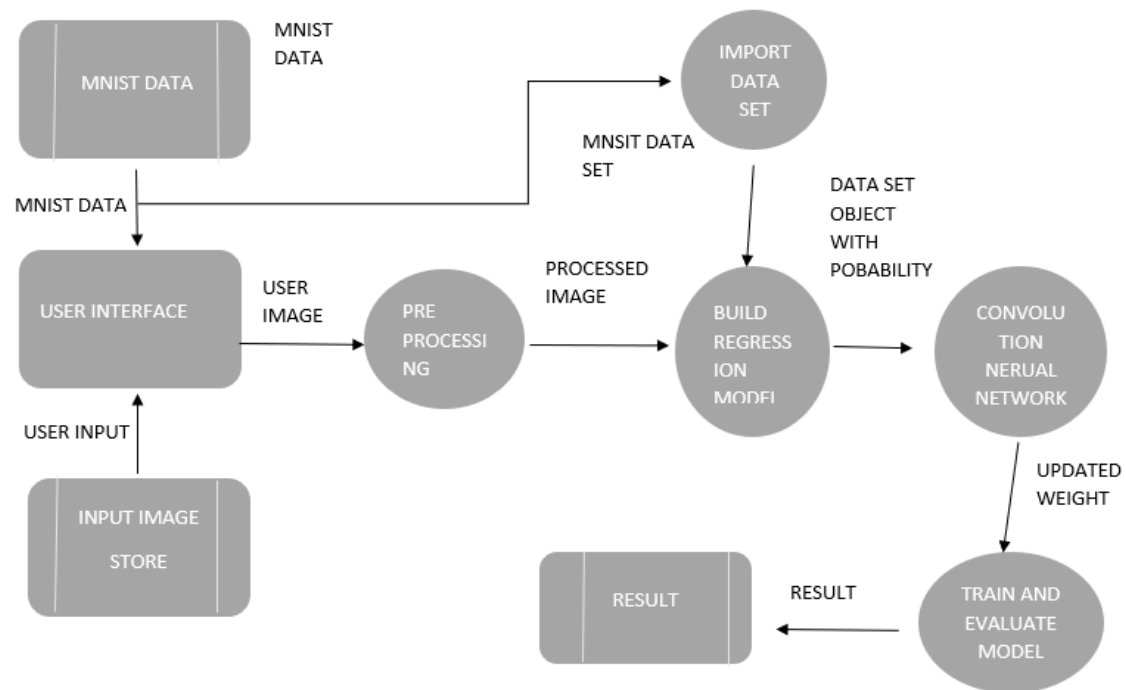 MNIST
DATA
MNIST DATA
IMPORT
DATA
SET
MNSIT DATA
SET
MNIST DATA
DATA SET
OBJECT
WITH
POBABILITY
USER INTERFACE
USER
IMAGE
PRE
PROCESSI
NG
PROCESSED
IMAGE
BUILD
REGRESS
ION
MODEL
CONVOLU
TION
NERUAL
NETWORK
USER INPUT
UPDATED
WEIGHT
INPUT IMAGE
STORE
RESULT
RESULT
TRAIN AND
EVALUATE
MODEL